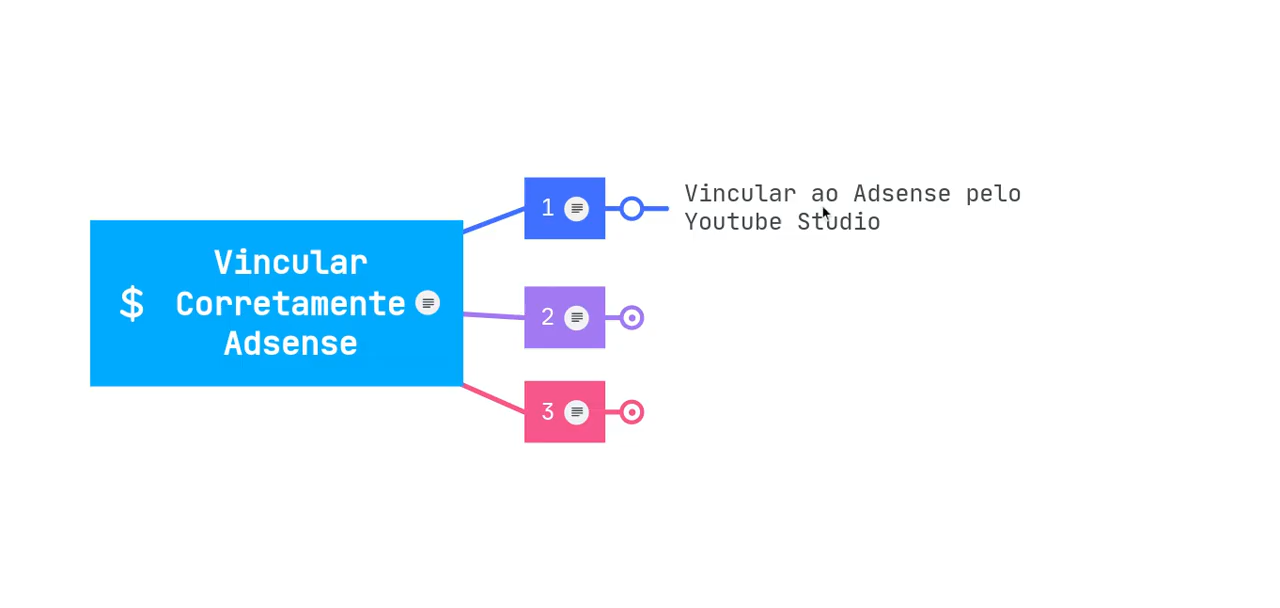 $ Vincular
Corretamente
Adsense
1
Vincular ao Adsense pelo
Youtube Studio
2
3